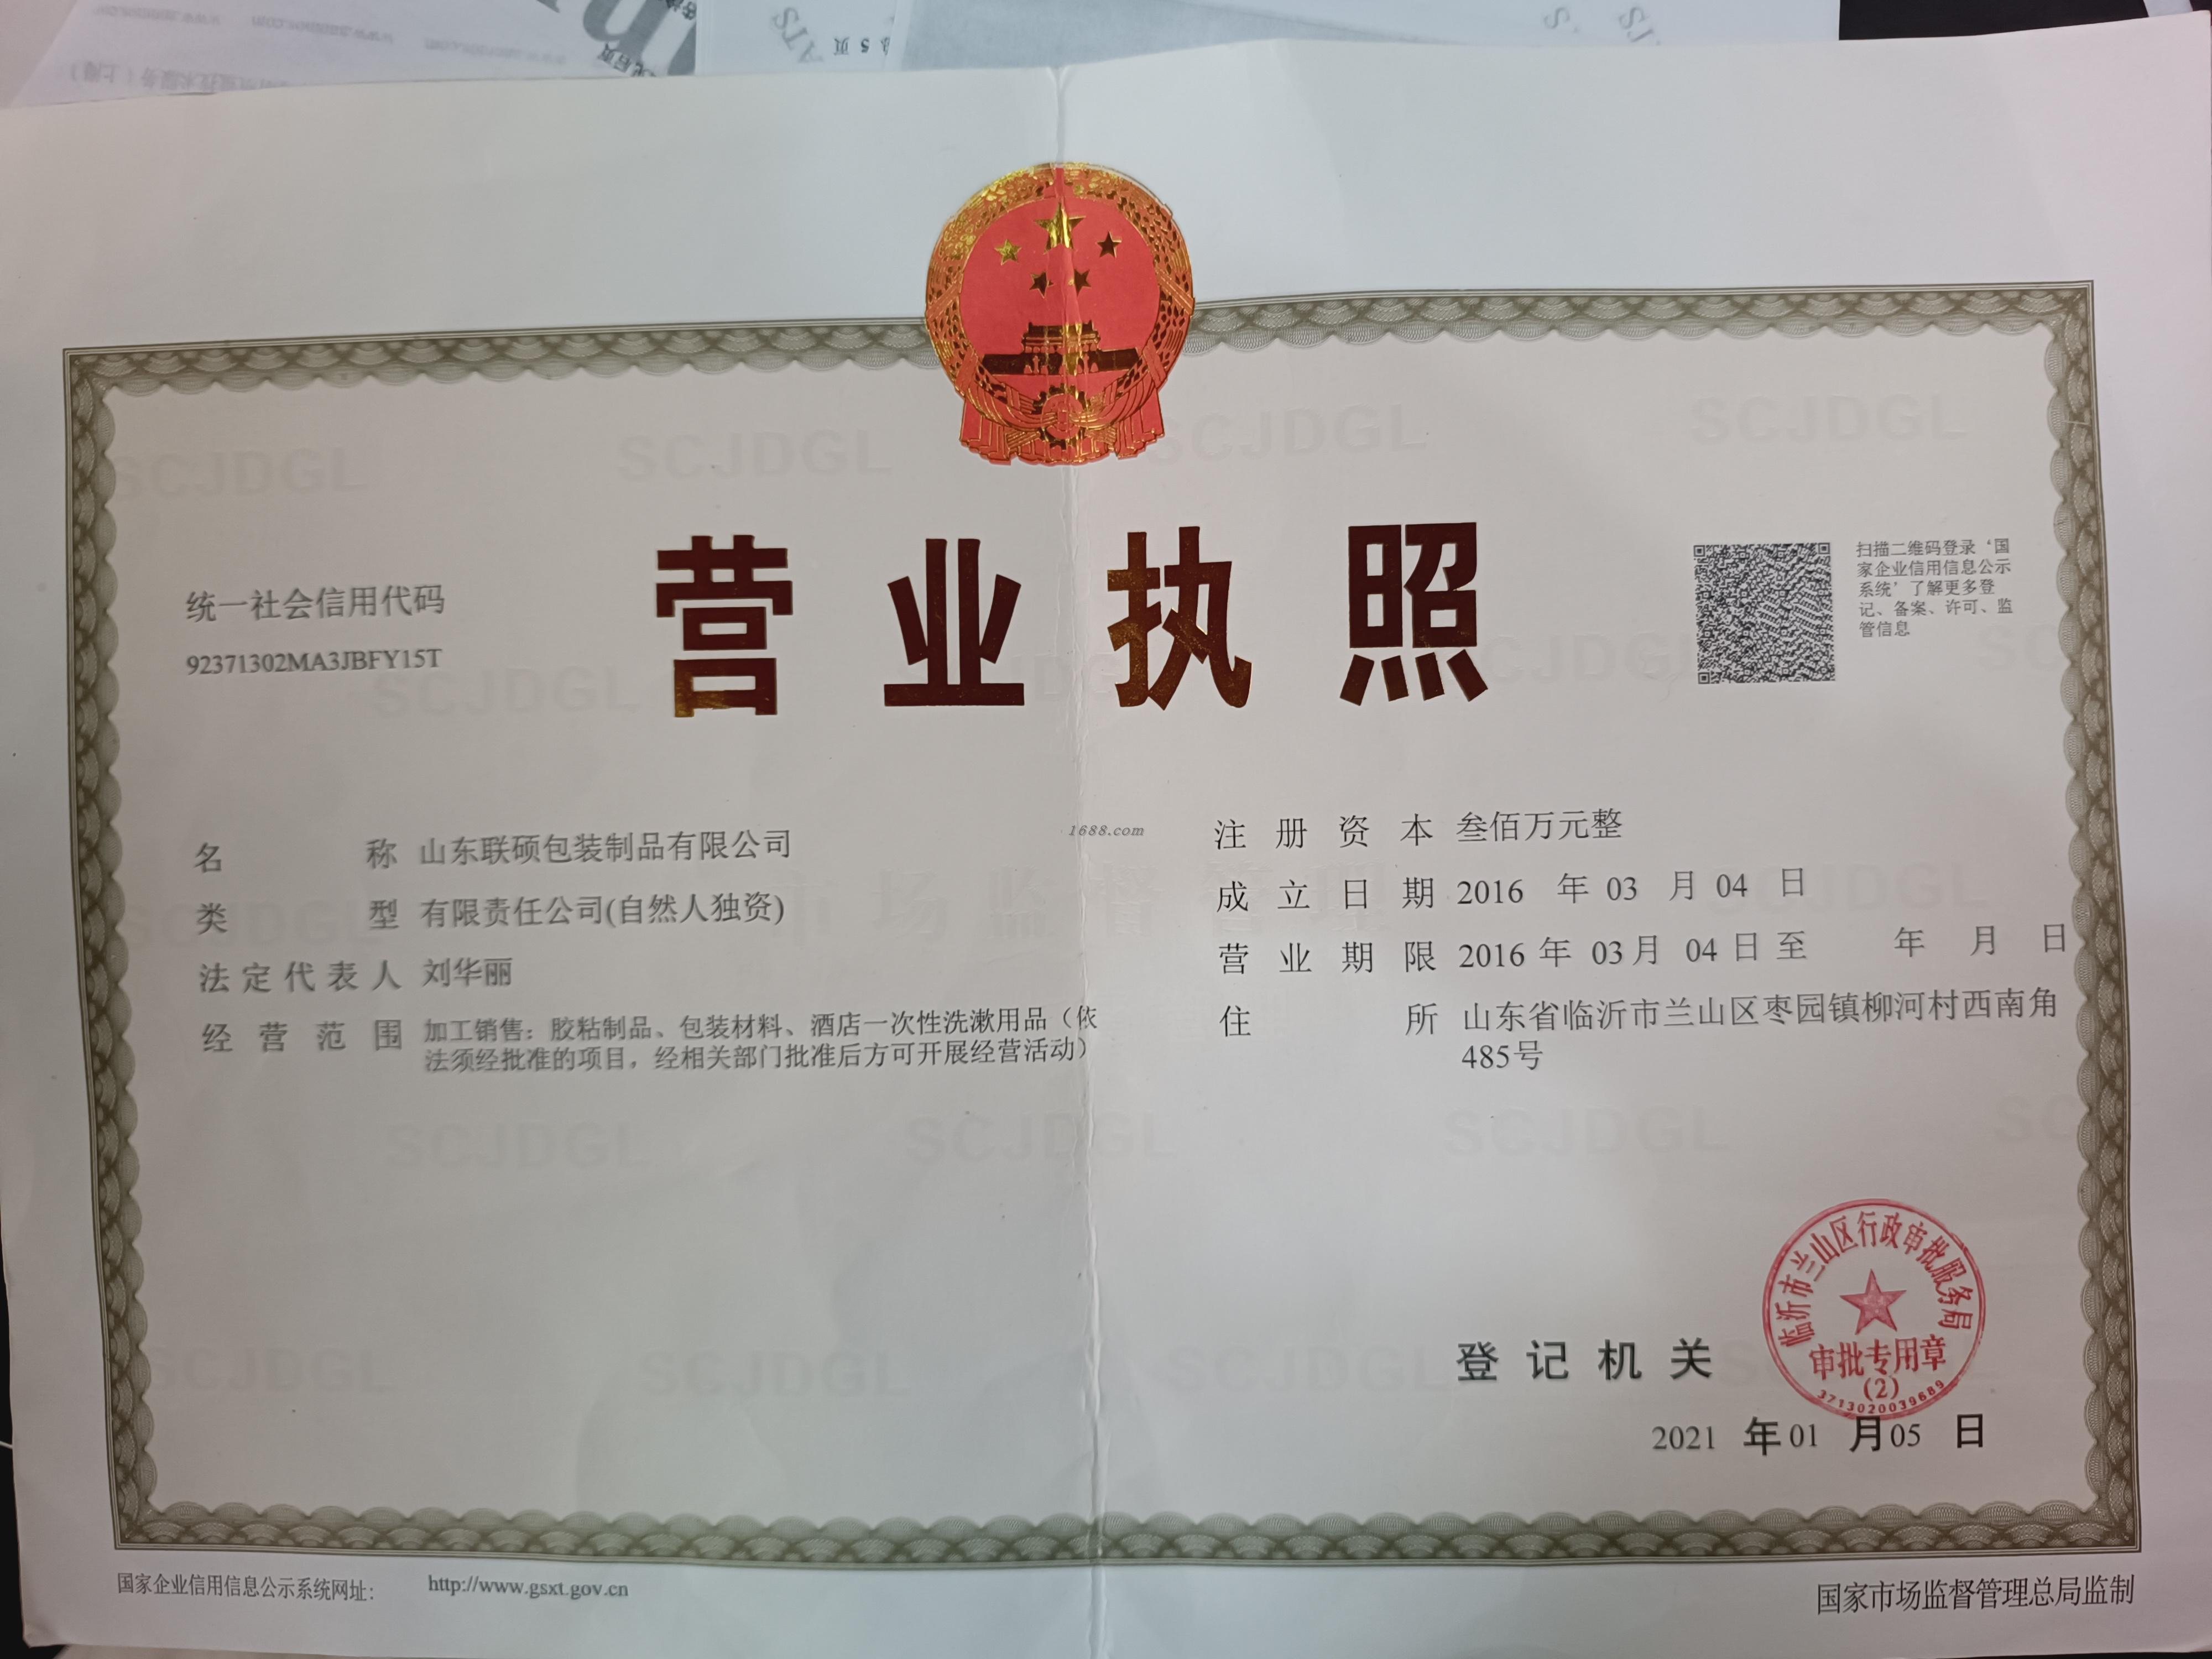 营业执照
统一社会信用代码
92371302MA3JBFY15T
扫描二维码登录‘国
家企业信用信息公示
系统’了解更多登
记、备案、许可、监
管信息
名称 山东联硕包装制品有限公司
类型 有限责任公司(自然人独资)
法定代表人 刘华丽
经营范围 加工销售：胶粘制品、包装材料、酒店一次性洗漱用品（依
法须经批准的项目，经相关部门批准后方可开展经营活动）
1688.com
注册资本 叁佰万元整
成立日期 2016 年 03 月 04 日
营业期限 2016 年 03 月 04 日 至 年 月 日
住所 山东省临沂市兰山区枣园镇柳河村西南角
485号
登记机关
临沂市兰山区行政审批服务局
审批专用章
(2)
3713020039689
2021 年 01 月 05 日
国家企业信用信息公示系统网址： http://www.gsxt.gov.cn
国家市场监督管理总局监制
SCJDGL
市场监督管理